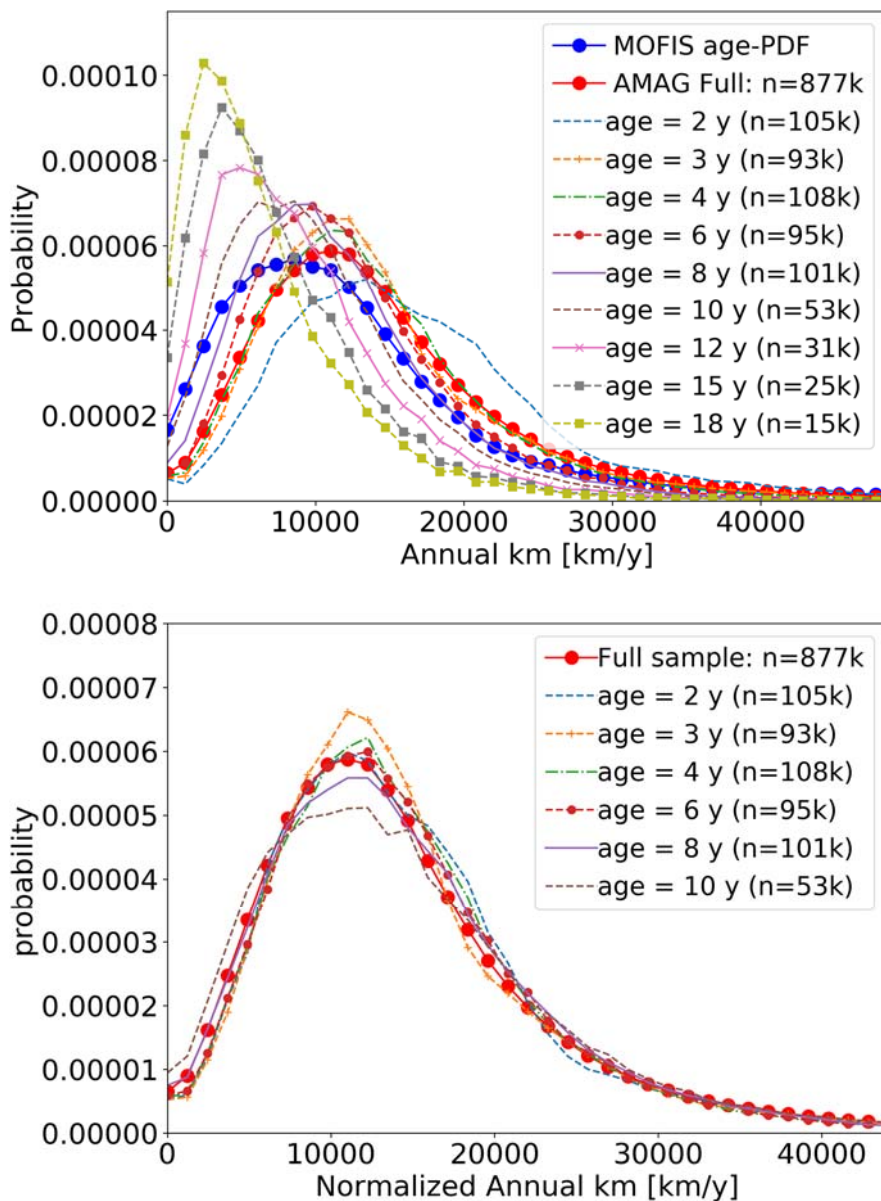 0.00010
0.00008
0.00006
0.00004
0.00002
0.00000
Probability
MOFIS age-PDF
AMAG Full: n=877k
age = 2 y (n=105k)
age = 3 y (n=93k)
age = 4 y (n=108k)
age = 6 y (n=95k)
age = 8 y (n=101k)
age = 10 y (n=53k)
age = 12 y (n=31k)
age = 15 y (n=25k)
age = 18 y (n=15k)
0 10000 20000 30000 40000
Annual km [km/y]
0.00008
0.00007
0.00006
0.00005
0.00004
0.00003
0.00002
0.00001
0.00000
probability
Full sample: n=877k
age = 2 y (n=105k)
age = 3 y (n=93k)
age = 4 y (n=108k)
age = 6 y (n=95k)
age = 8 y (n=101k)
age = 10 y (n=53k)
0 10000 20000 30000 40000
Normalized Annual km [km/y]